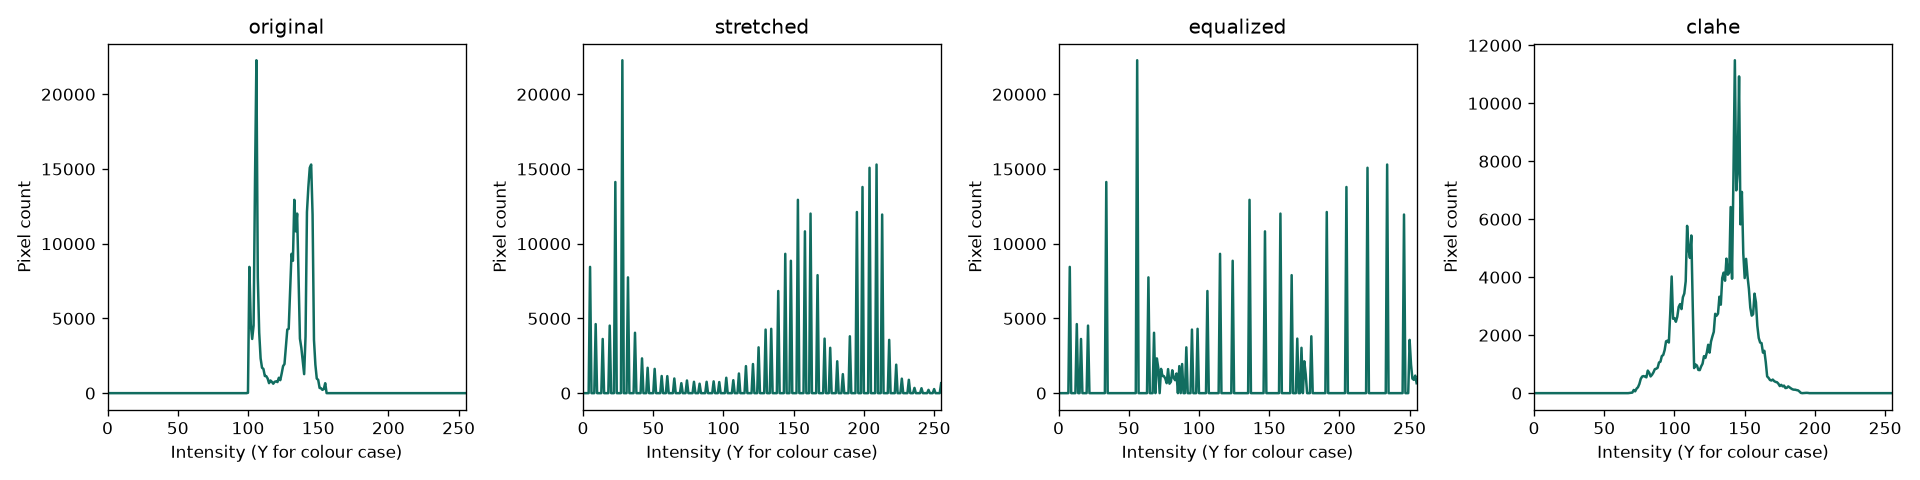 original
20000
15000
10000
5000
0
Pixel count
0 50 100 150 200 250
Intensity (Y for colour case)
stretched
20000
15000
10000
5000
0
Pixel count
0 50 100 150 200 250
Intensity (Y for colour case)
equalized
20000
15000
10000
5000
0
Pixel count
0 50 100 150 200 250
Intensity (Y for colour case)
clahe
12000
10000
8000
6000
4000
2000
0
Pixel count
0 50 100 150 200 250
Intensity (Y for colour case)